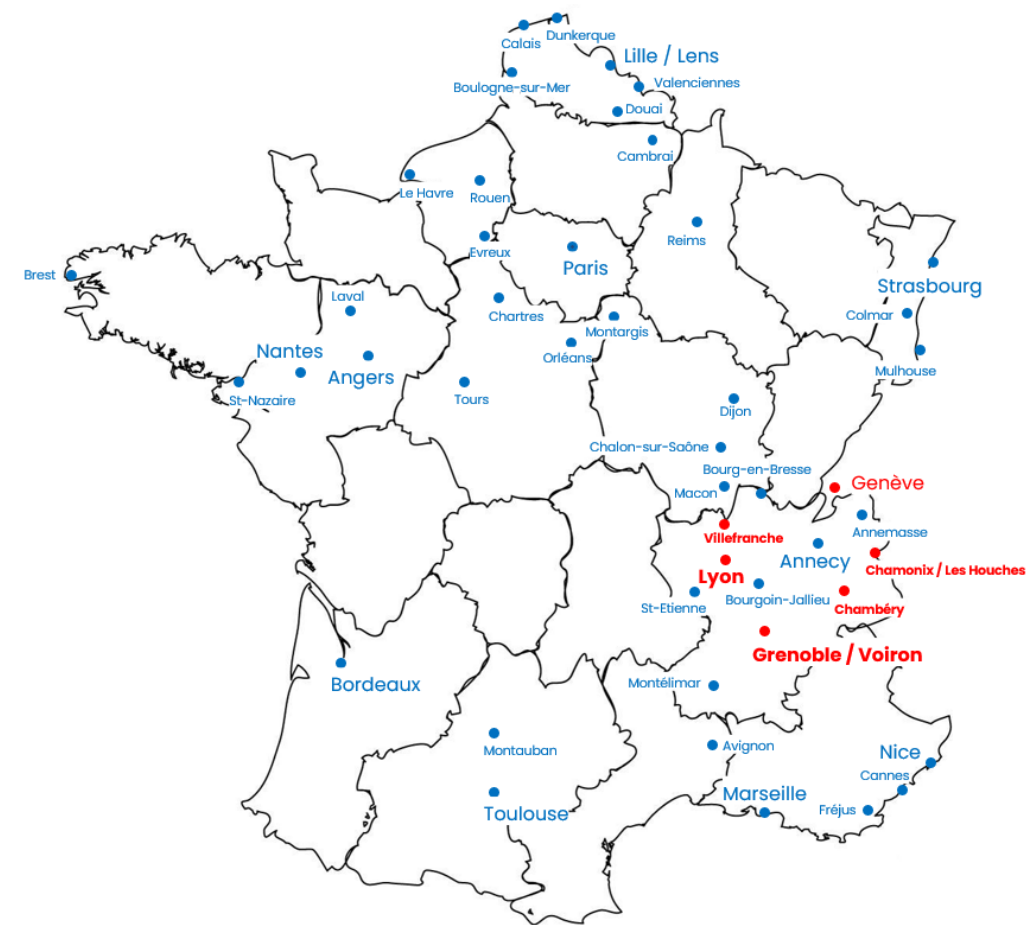 Dunkerque
Calais
Lille / Lens
Valenciennes
Boulogne-sur-Mer
Douai
Cambrai
Le Havre
Rouen
Reims
Evreux
Paris
Brest
Strasbourg
Laval
Chartres
Colmar
Montargis
Nantes
Orléans
Angers
Mulhouse
St-Nazaire
Tours
Dijon
Chalon-sur-Saône
Bourg-en-Bresse
Genève
Macon
Annemasse
Villefranche
Annecy
Chamonix / Les Houches
Lyon
Bourgoin-Jallieu
St-Etienne
Chambéry
Grenoble / Voiron
Montélimar
Bordeaux
Avignon
Montauban
Nice
Cannes
Marseille
Fréjus
Toulouse